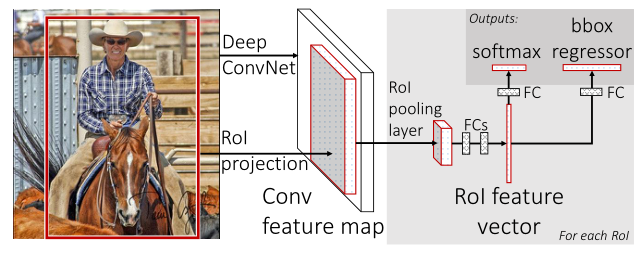 Deep
ConvNet
RoI
projection
Conv
feature map
RoI
pooling
layer
FCs
RoI feature
vector
Outputs:
softmax
FC
bbox
regressor
FC
For each RoI